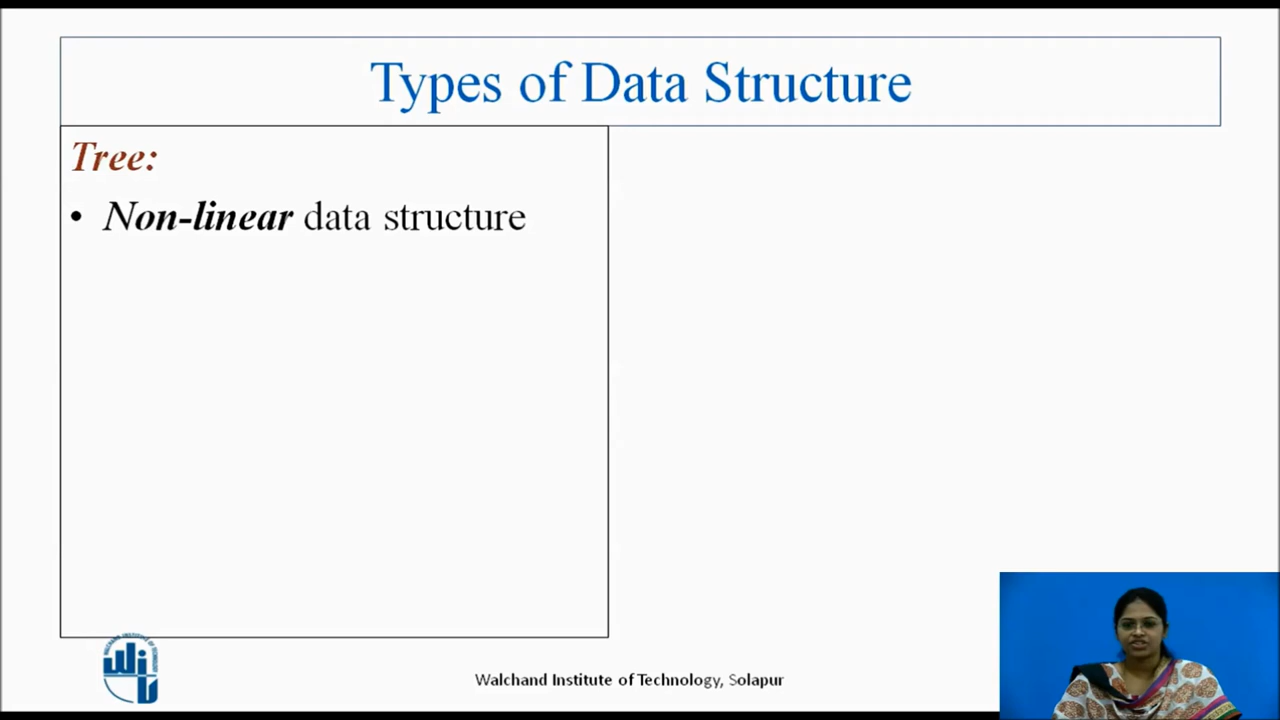 Types of Data Structure
Tree:
• Non-linear data structure
Walchand Institute of Technology, Solapur